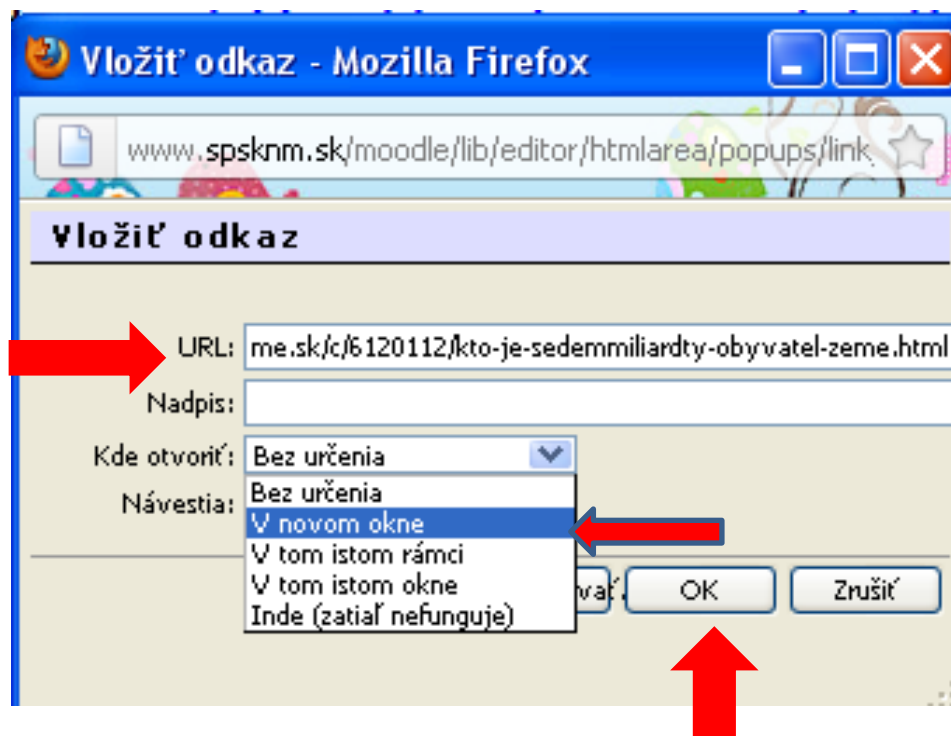 Vložiť odkaz - Mozilla Firefox
www.spsknm.sk/moodle/lib/editor/htmlarea/popups/link_
Vložiť odkaz
URL: me.sk/c/6120112/kto-je-sedemmiliardty-obyvatel-zeme.html
Nadpis:
Kde otvoriť: Bez určenia
Návestia: Bez určenia
V novom okne
V tom istom rámci
V tom istom okne
Inde (zatiaľ nefunguje)
OK Zrušiť